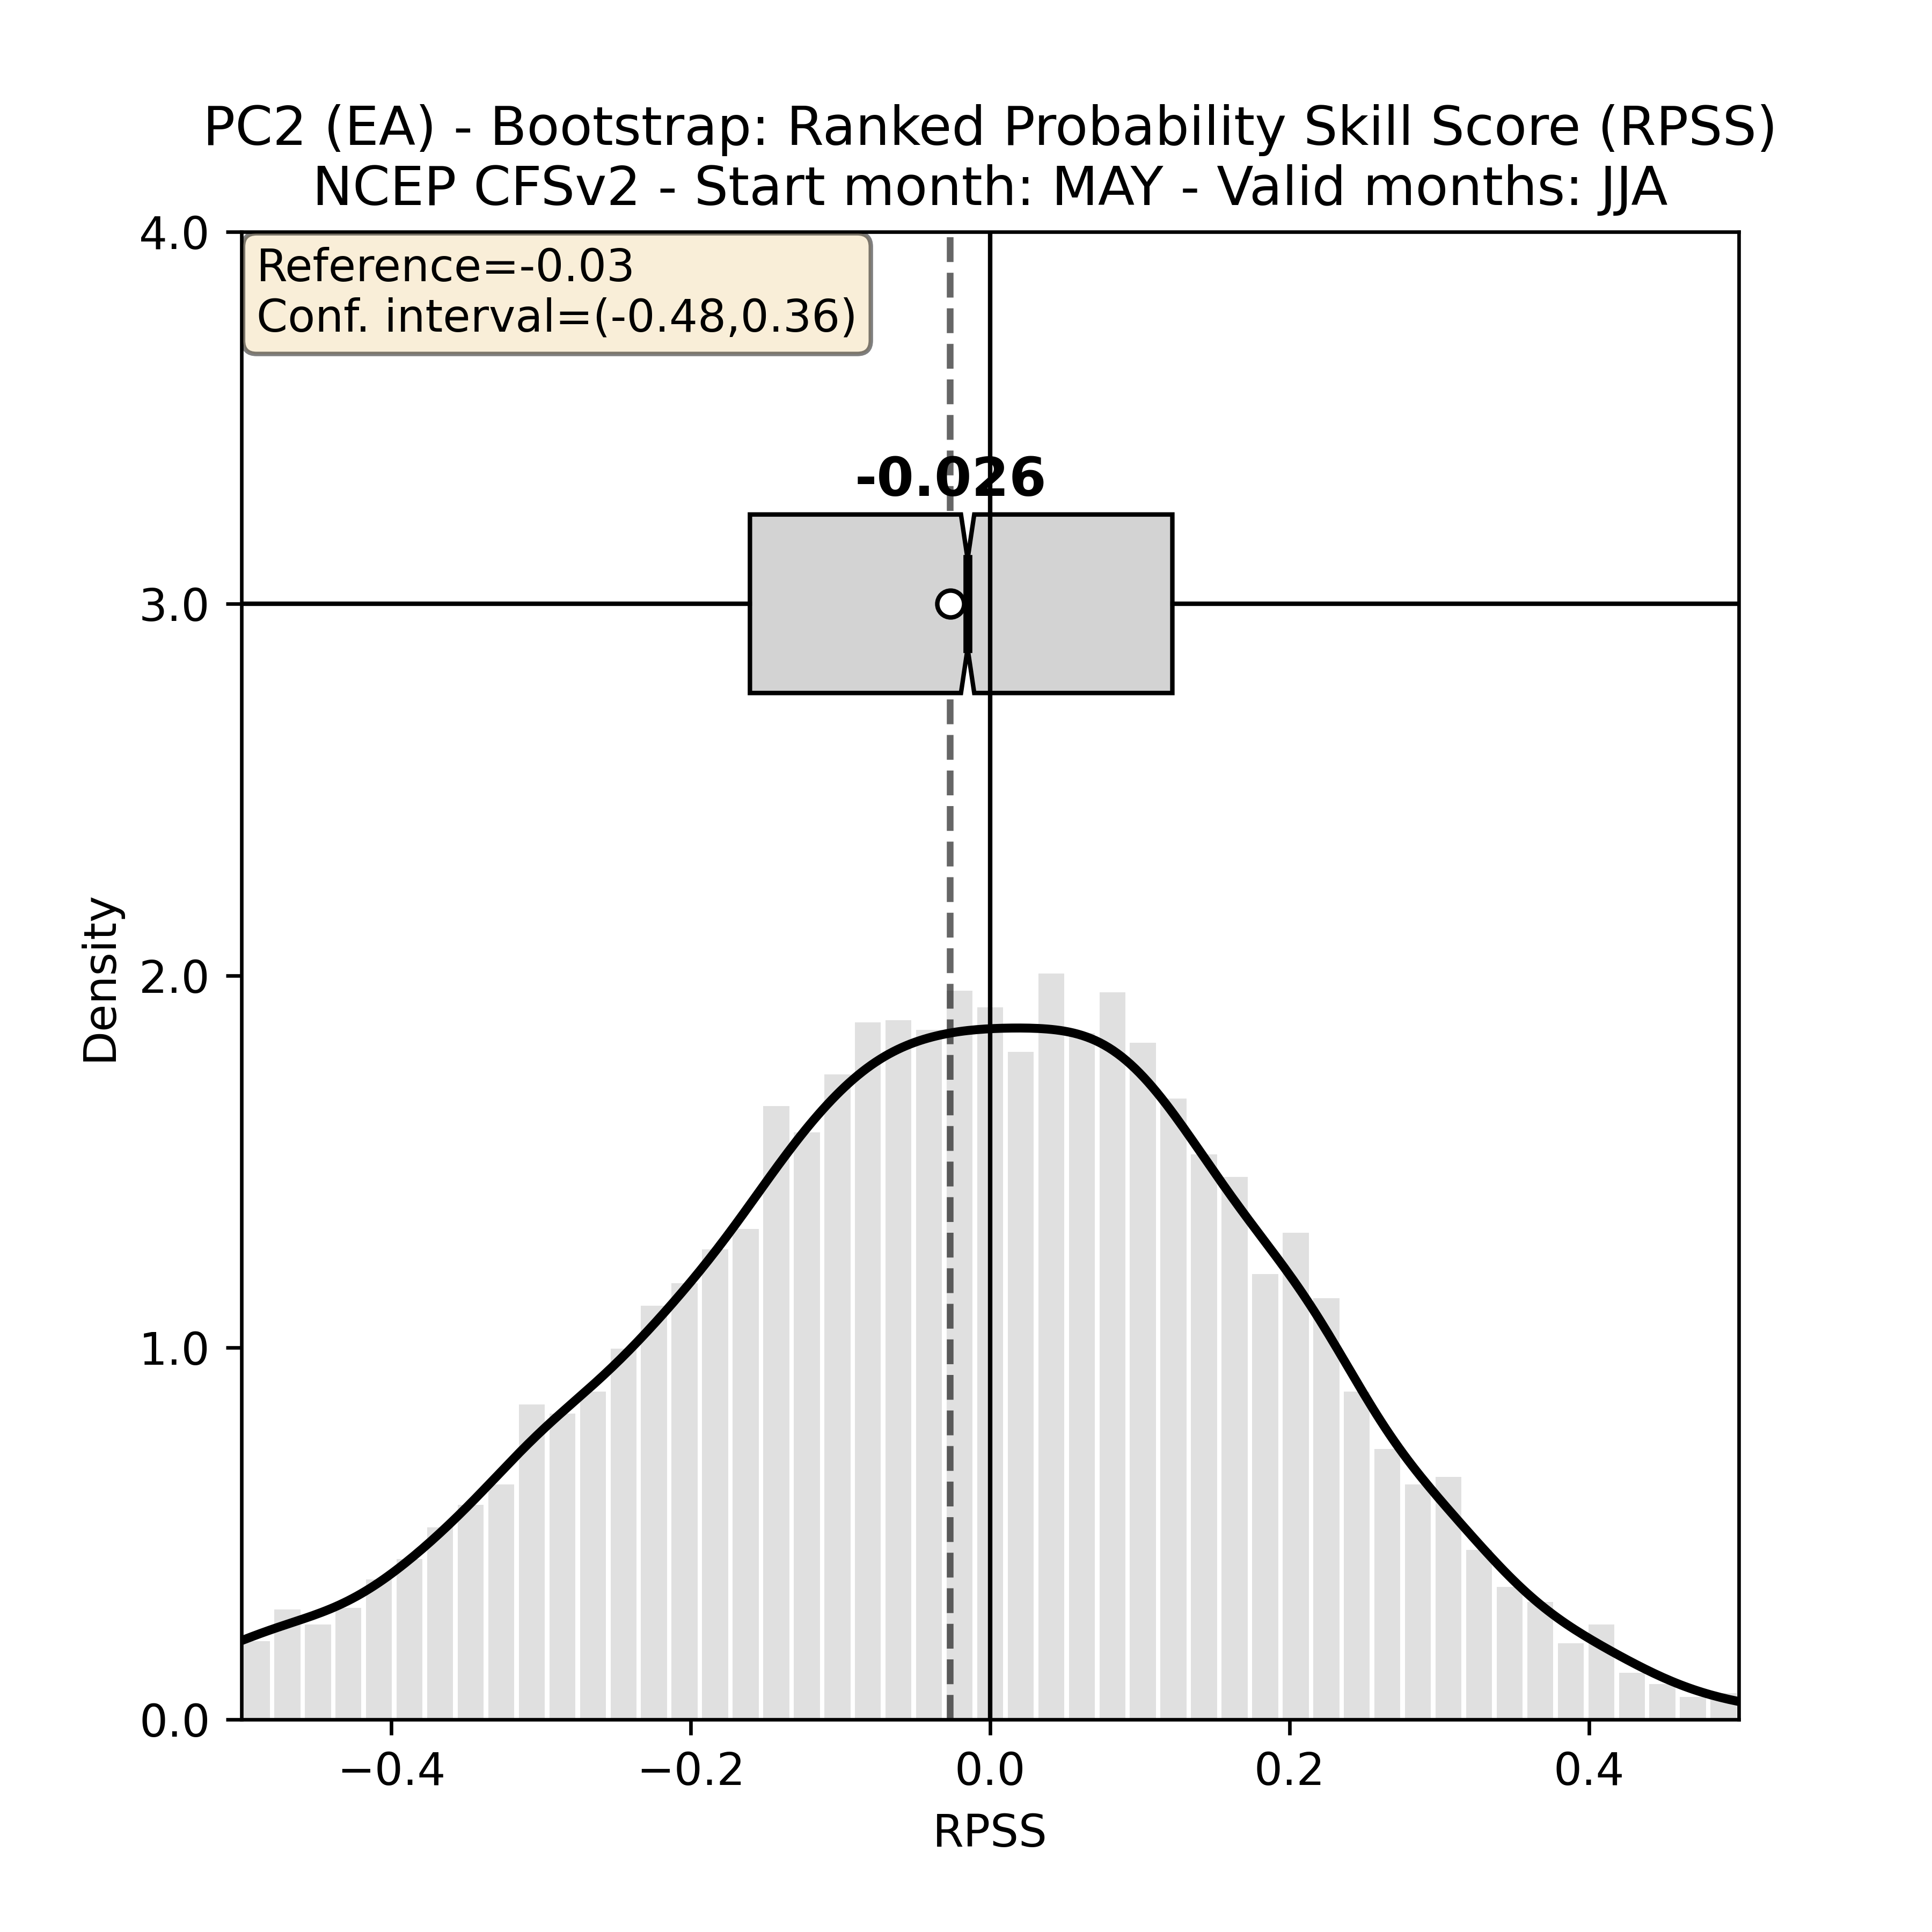 PC2 (EA) - Bootstrap: Ranked Probability Skill Score (RPSS)
NCEP CFSv2 - Start month: MAY - Valid months: JJA
Reference=-0.03
Conf. interval=(-0.48,0.36)
-0.026
4.0
3.0
2.0
1.0
0.0
Density
−0.4
−0.2
0.0
0.2
0.4
RPSS